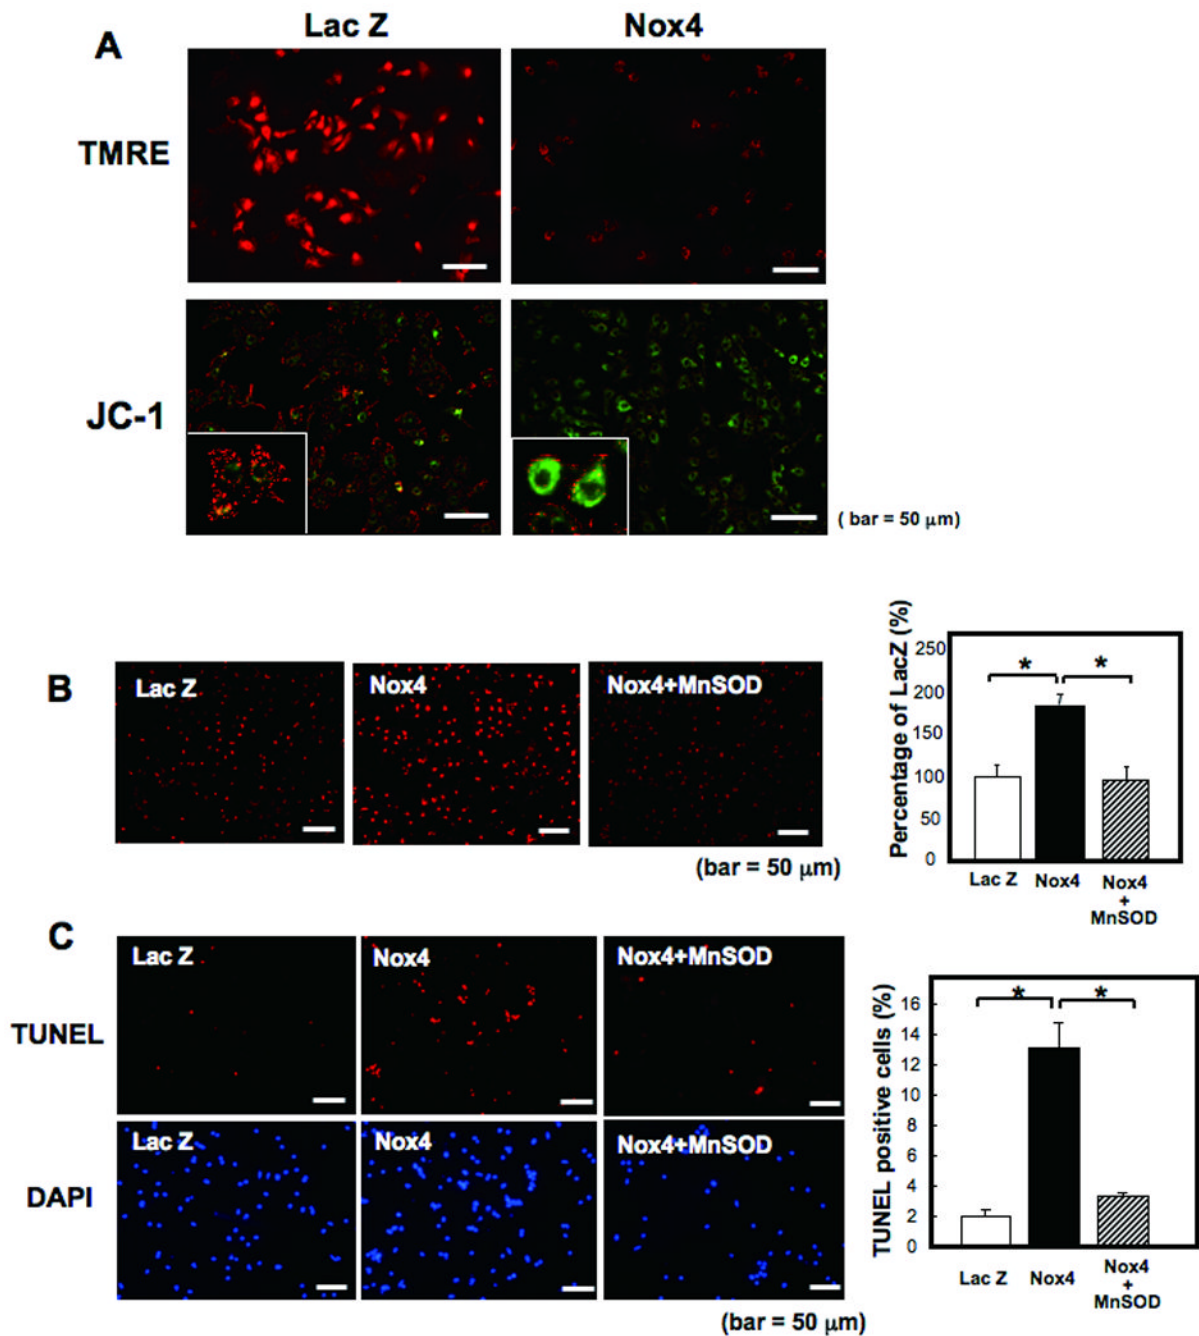 A
Lac Z
Nox4
TMRE
JC-1
( bar = 50 μm)
B
Lac Z
Nox4
Nox4+MnSOD
(bar = 50 μm)
Percentage of LacZ (%)
250
200
150
100
50
0
*
*
Lac Z
Nox4
Nox4
+
MnSOD
C
TUNEL
Lac Z
Nox4
Nox4+MnSOD
DAPI
Lac Z
Nox4
Nox4+MnSOD
(bar = 50 μm)
TUNEL positive cells (%)
16
14
12
10
8
6
4
2
0
*
*
Lac Z
Nox4
Nox4
+
MnSOD